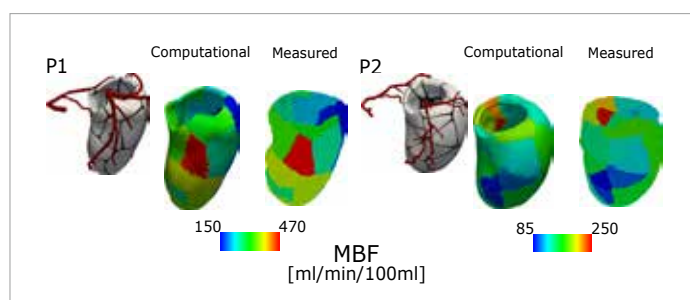 Computational Measured Computational Measured
P1 P2
150 470 85 250
MBF
[ml/min/100ml]